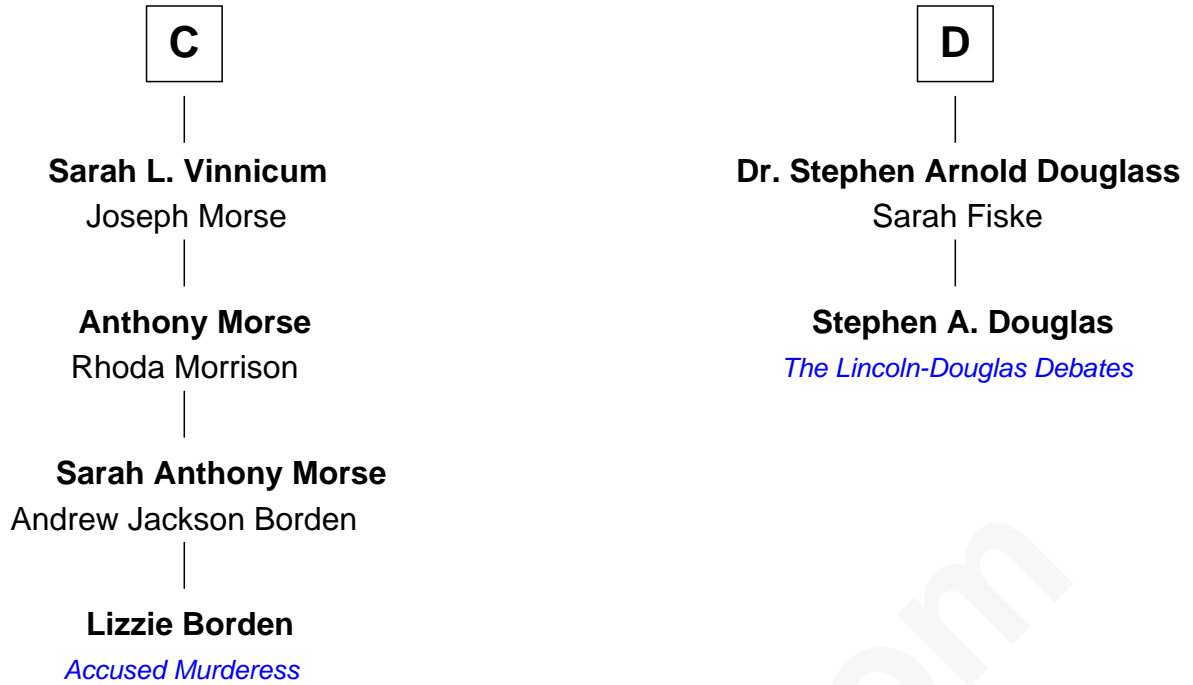 C
Sarah L. Vinnicum
Joseph Morse
Anthony Morse
Rhoda Morrison
Sarah Anthony Morse
Andrew Jackson Borden
Lizzie Borden
Accused Murderess
D
Dr. Stephen Arnold Douglass
Sarah Fiske
Stephen A. Douglas
The Lincoln-Douglas Debates
om